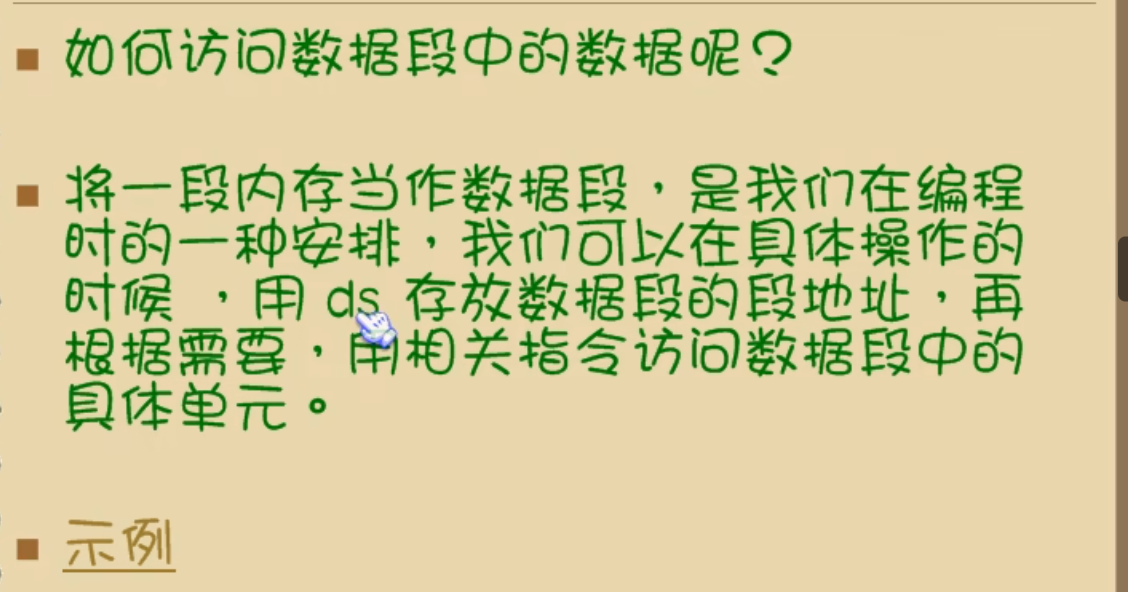 如何访问数据段中的数据呢？
将一段内存当作数据段，是我们在编程
时的一种安排，我们可以在具体操作的
时候 ，用 ds 存放数据段的段地址，再
根据需要，用相关指令访问数据段中的
具体单元。
示例